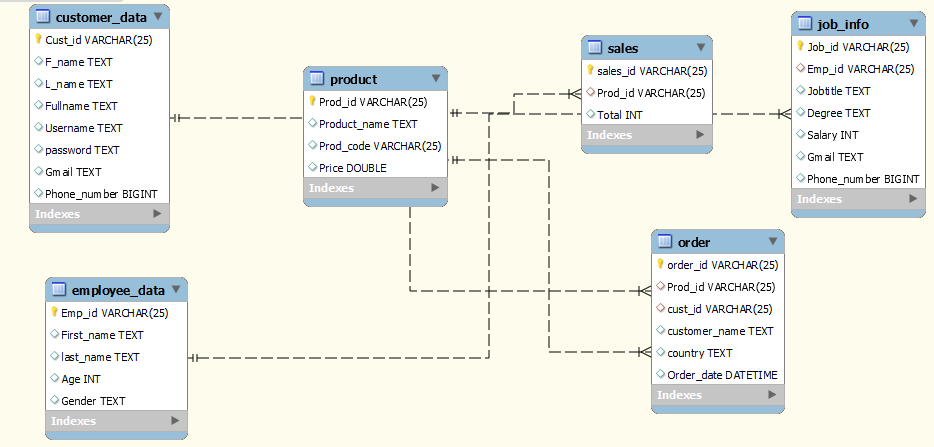 customer_data
Cust_id VARCHAR(25)
F_name TEXT
L_name TEXT
Fullname TEXT
Username TEXT
password TEXT
Gmail TEXT
Phone_number BIGINT
Indexes
product
Prod_id VARCHAR(25)
Product_name TEXT
Prod_code VARCHAR(25)
Price DOUBLE
Indexes
sales
sales_id VARCHAR(25)
Prod_id VARCHAR(25)
Total INT
Indexes
job_info
Job_id VARCHAR(25)
Emp_id VARCHAR(25)
Jobtitle TEXT
Degree TEXT
Salary INT
Gmail TEXT
Phone_number BIGINT
Indexes
employee_data
Emp_id VARCHAR(25)
First_name TEXT
last_name TEXT
Age INT
Gender TEXT
Indexes
order
order_id VARCHAR(25)
Prod_id VARCHAR(25)
cust_id VARCHAR(25)
customer_name TEXT
country TEXT
Order_date DATETIME
Indexes